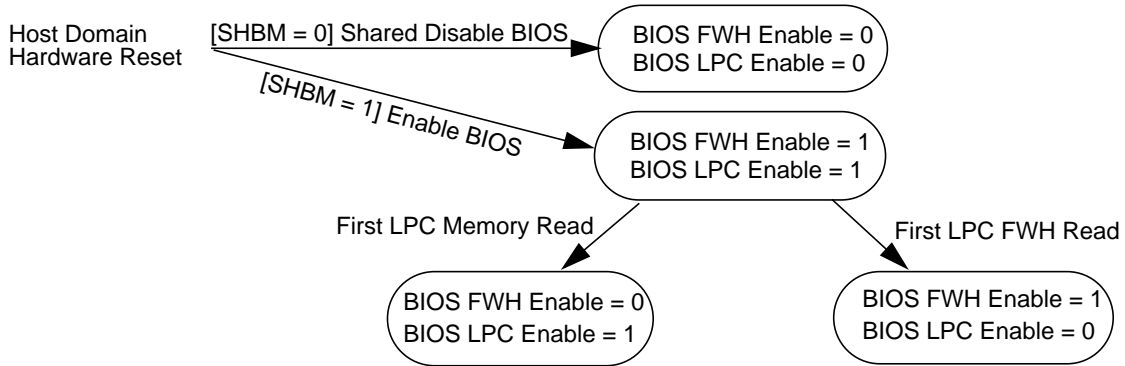 Host Domain
Hardware Reset
[SHBM = 0] Shared Disable BIOS
BIOS FWH Enable = 0
BIOS LPC Enable = 0
[SHBM = 1] Enable BIOS
BIOS FWH Enable = 1
BIOS LPC Enable = 1
First LPC Memory Read
First LPC FWH Read
BIOS FWH Enable = 0
BIOS LPC Enable = 1
BIOS FWH Enable = 1
BIOS LPC Enable = 0